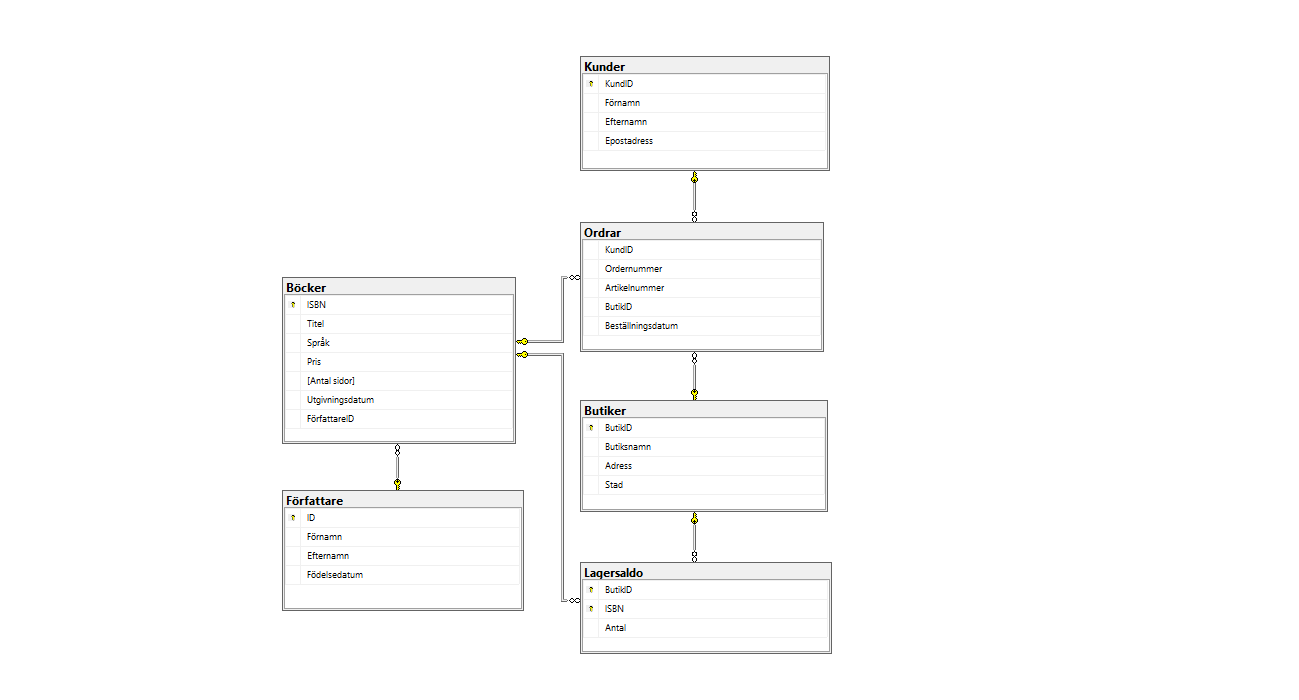 Kunder
KundID
Förnamn
Efternamn
Epostadress
Ordrar
KundID
Ordernummer
Artikelnummer
ButikID
Beställningsdatum
Böcker
ISBN
Titel
Språk
Pris
[Antal sidor]
Utgivningsdatum
FörfattareID
Butiker
ButikID
Butiksnamn
Adress
Stad
Författare
ID
Förnamn
Efternamn
Födelsedatum
Lagersaldo
ButikID
ISBN
Antal